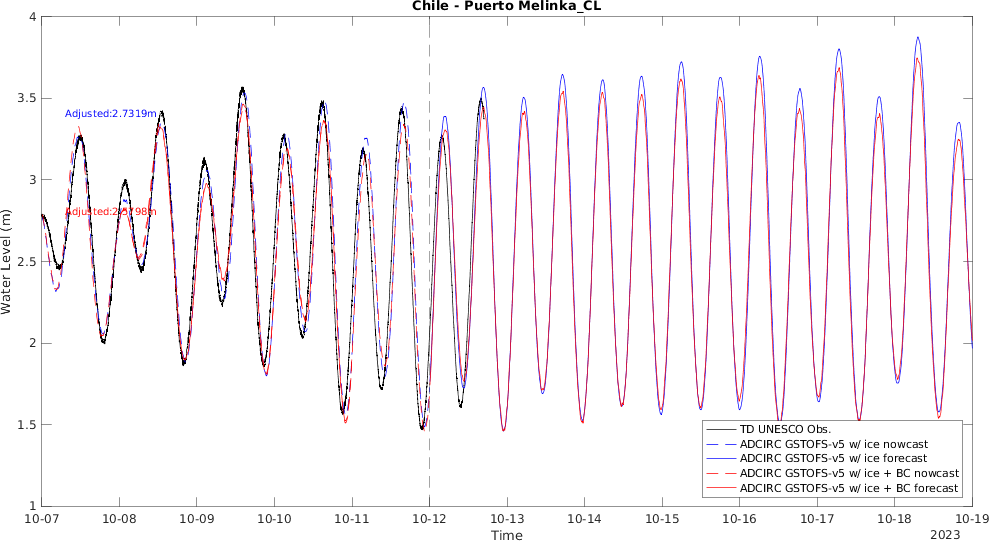 Chile - Puerto Melinka_CL
4
3.5
3
2.5
2
1.5
1
Water Level (m)
Adjusted:2.7319m
TD UNESCO Obs.
ADCIRC GSTOFS-v5 w/ ice nowcast
ADCIRC GSTOFS-v5 w/ ice forecast
ADCIRC GSTOFS-v5 w/ ice + BC nowcast
ADCIRC GSTOFS-v5 w/ ice + BC forecast
10-07 10-08 10-09 10-10 10-11 10-12 10-13 10-14 10-15 10-16 10-17 10-18 10-19
Time
2023